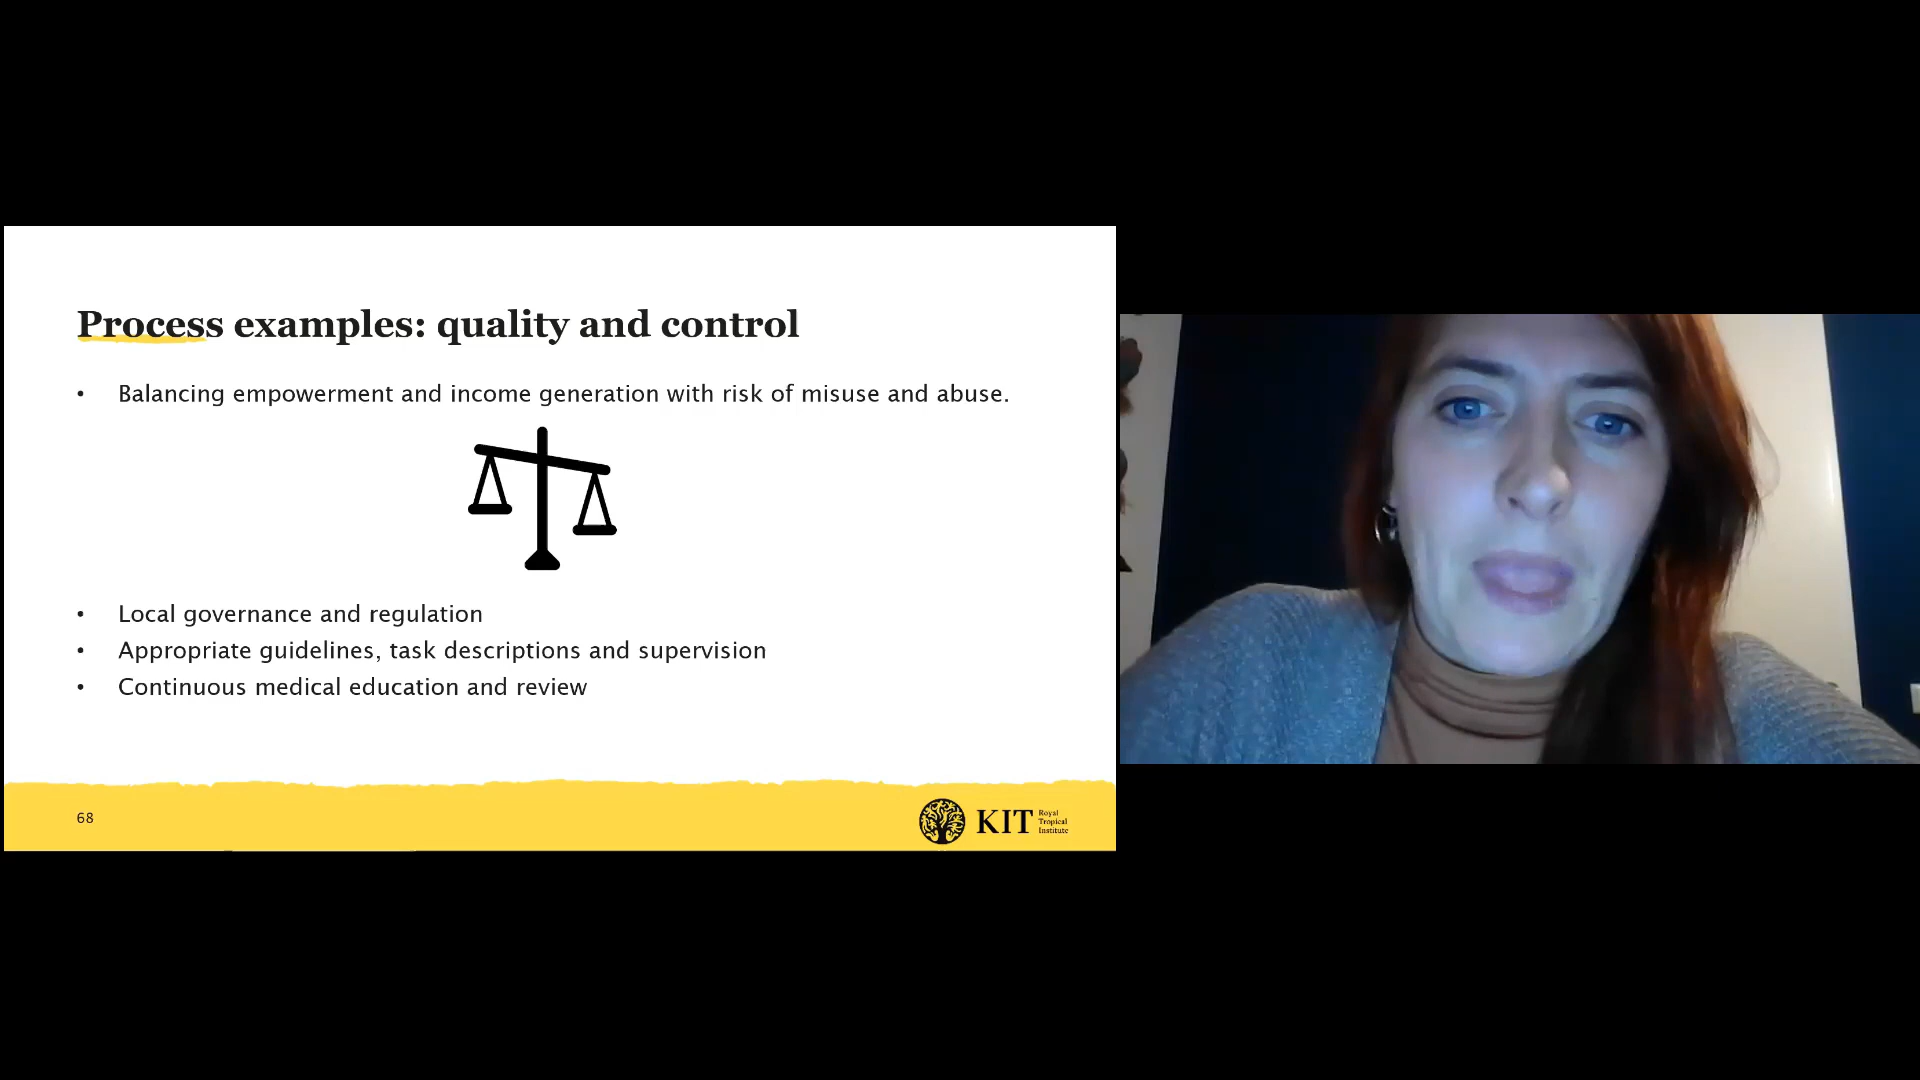 Process examples: quality and control
• Balancing empowerment and income generation with risk of misuse and abuse.
• Local governance and regulation
• Appropriate guidelines, task descriptions and supervision
• Continuous medical education and review
68
KIT
Royal
Tropical
Institute